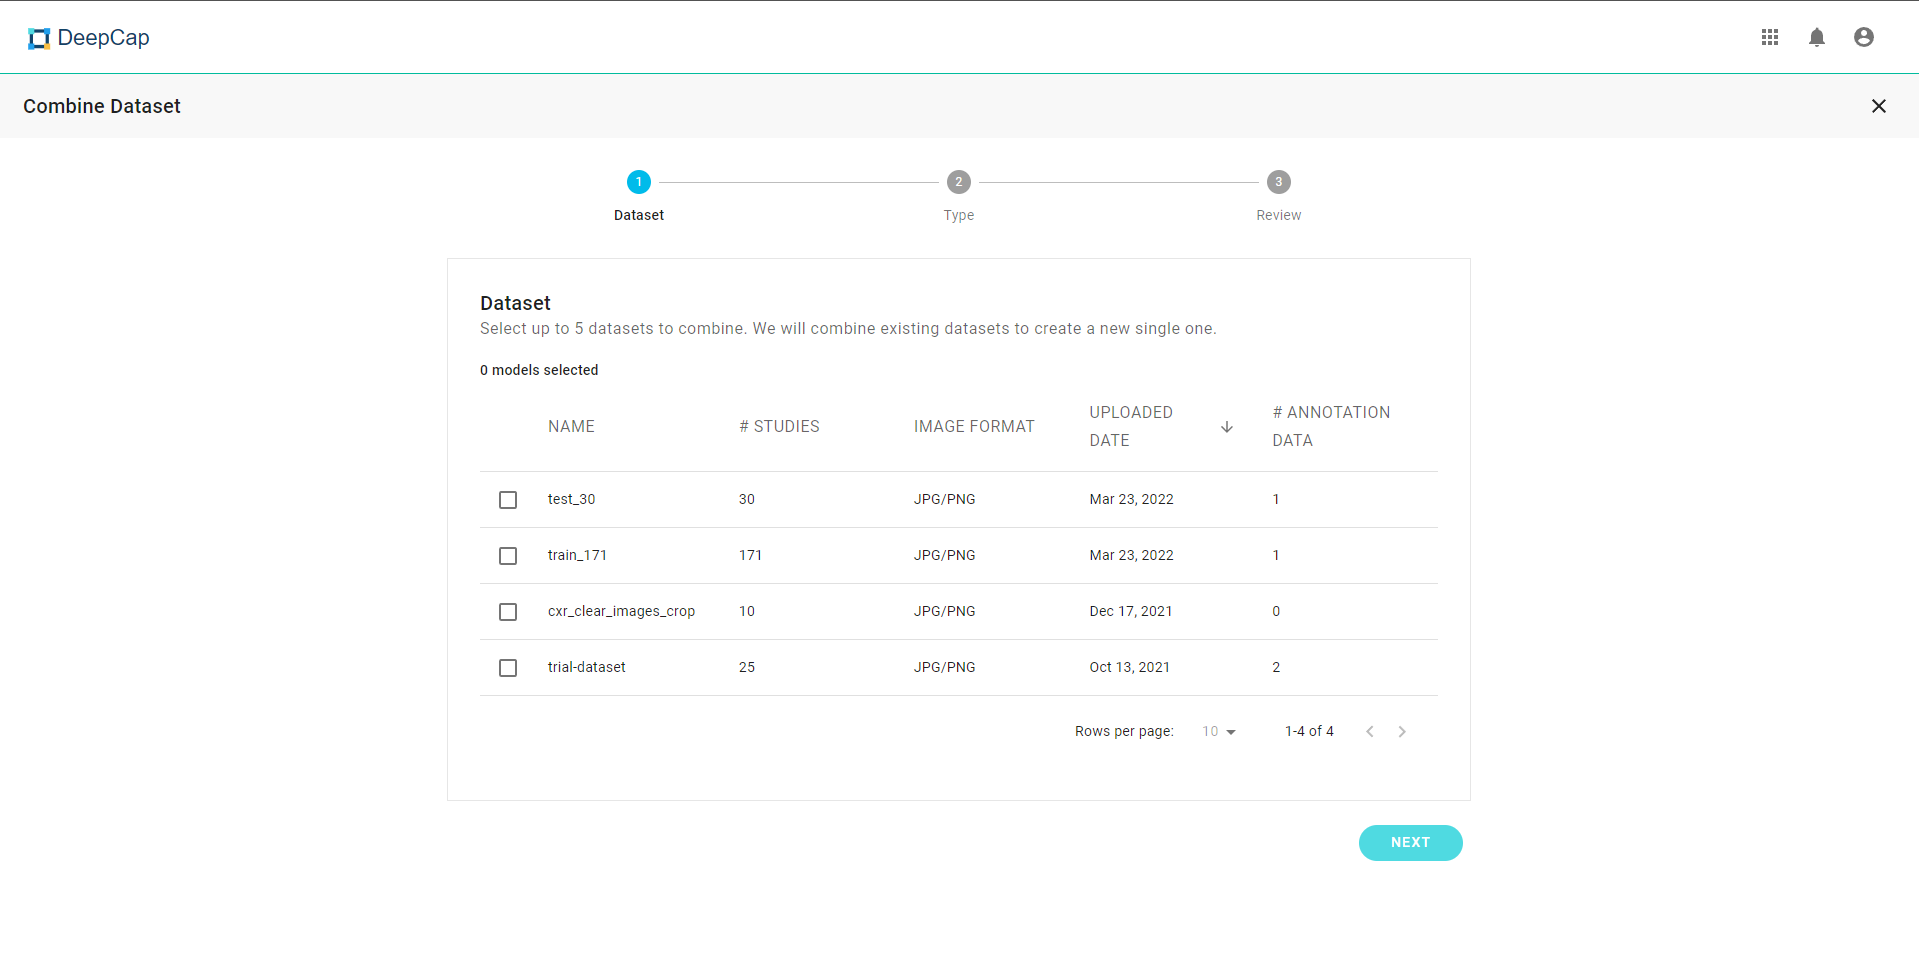 DeepCap
Combine Dataset
1
2
3
Dataset
Type
Review
Dataset
Select up to 5 datasets to combine. We will combine existing datasets to create a new single one.
0 models selected
NAME # STUDIES IMAGE FORMAT UPLOADED DATE # ANNOTATION DATA
test_30 30 JPG/PNG Mar 23, 2022 1
train_171 171 JPG/PNG Mar 23, 2022 1
cxr_clear_images_crop 10 JPG/PNG Dec 17, 2021 0
trial-dataset 25 JPG/PNG Oct 13, 2021 2
Rows per page: 10 1-4 of 4
NEXT